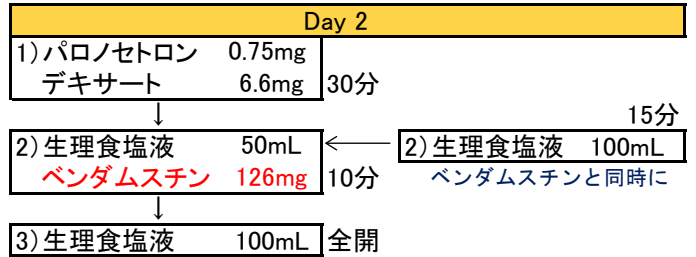 Day 2
1)パロノセトロン 0.75mg
デキサート 6.6mg 30分
↓
15分
2)生理食塩液 50mL ← 2)生理食塩液 100mL
ベンダムスチン 126mg 10分 ベンダムスチンと同時に
↓
3)生理食塩液 100mL 全開